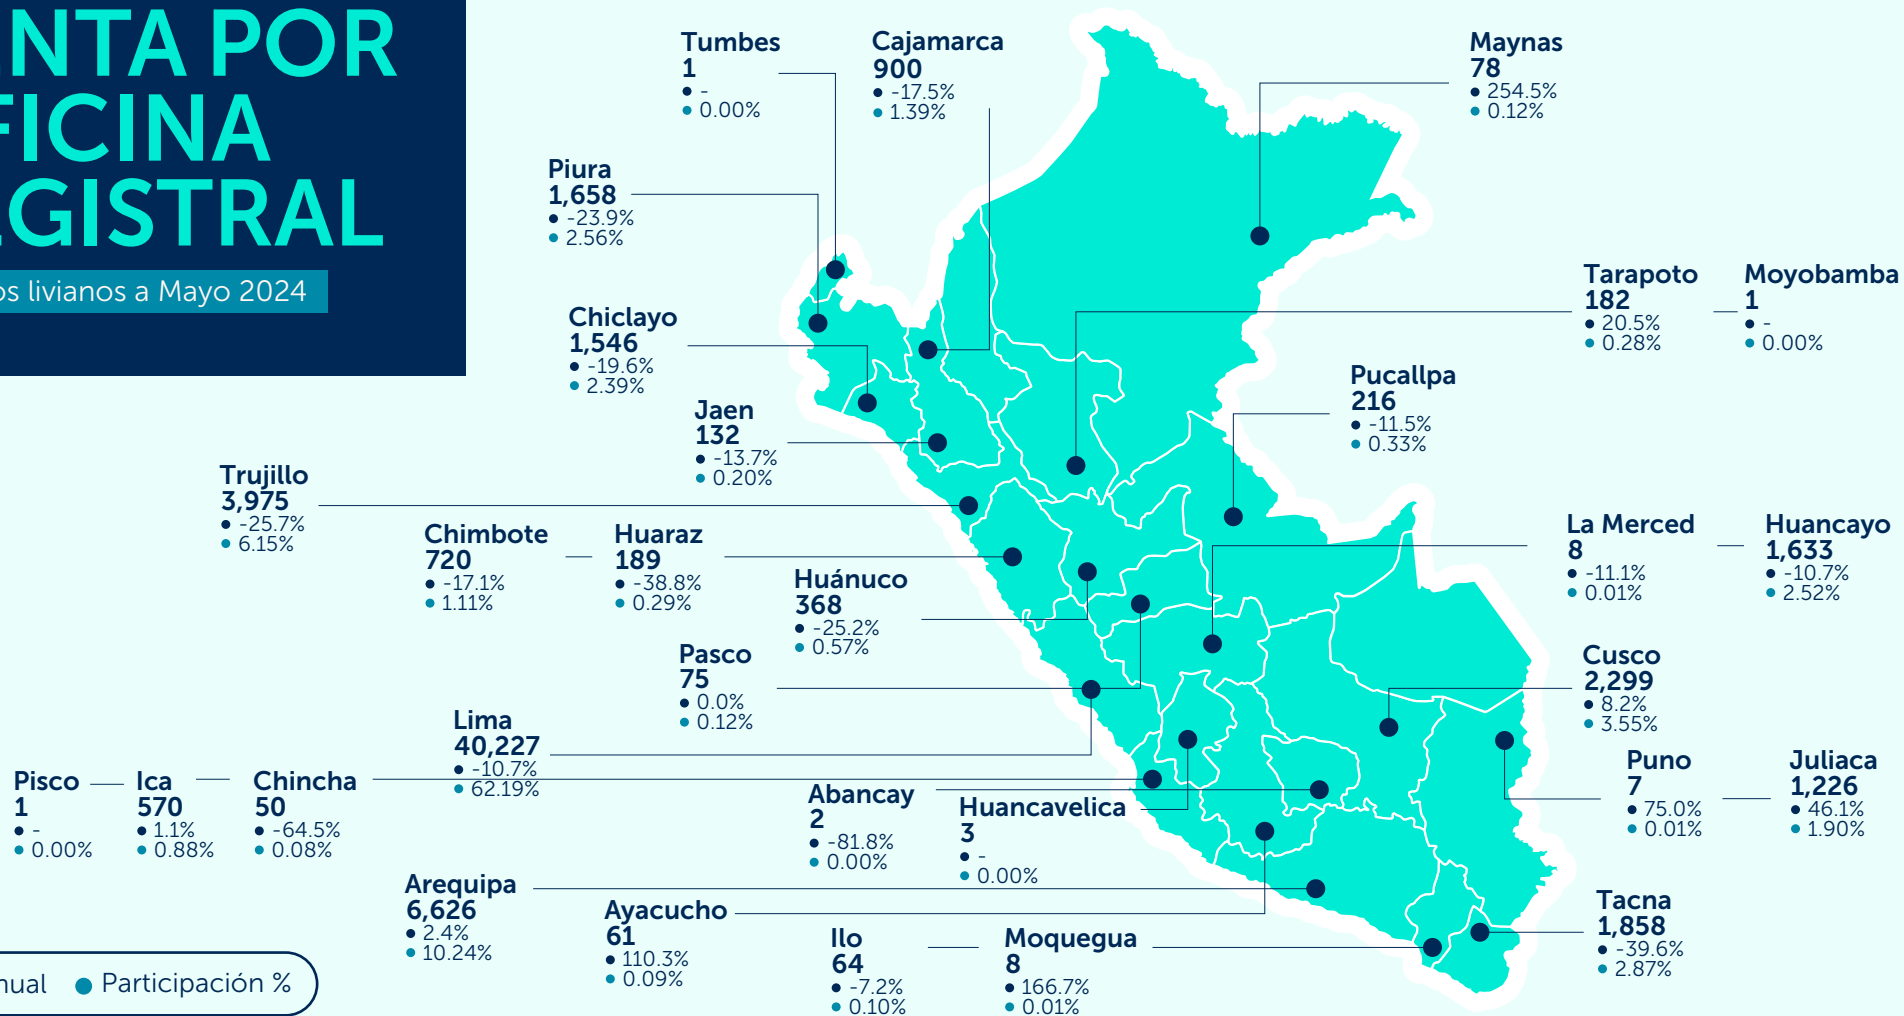 NTA POR
FICINA
GISTRAL
os livianos a Mayo 2024
Tumbes
1
-
0.00%
Cajamarca
900
-17.5%
1.39%
Maynas
78
254.5%
0.12%
Piura
1,658
-23.9%
2.56%
Tarapoto
182
20.5%
0.28%
Moyobamba
1
-
0.00%
Chiclayo
1,546
-19.6%
2.39%
Pucallpa
216
-11.5%
0.33%
Jaen
132
-13.7%
0.20%
Trujillo
3,975
-25.7%
6.15%
Chimbote
720
-17.1%
1.11%
Huaraz
189
-38.8%
0.29%
Huánuco
368
-25.2%
0.57%
La Merced
8
-11.1%
0.01%
Huancayo
1,633
-10.7%
2.52%
Pasco
75
0.0%
0.12%
Cusco
2,299
8.2%
3.55%
Lima
40,227
-10.7%
62.19%
Pisco
1
-
0.00%
Ica
570
1.1%
0.88%
Chincha
50
-64.5%
0.08%
Abancay
2
-81.8%
0.00%
Huancavelica
3
-
0.00%
Puno
7
75.0%
0.01%
Juliaca
1,226
46.1%
1.90%
Arequipa
6,626
2.4%
10.24%
Ayacucho
61
110.3%
0.09%
Ilo
64
-7.2%
0.10%
Moquegua
8
166.7%
0.01%
Tacna
1,858
-39.6%
2.87%
nual Participación %